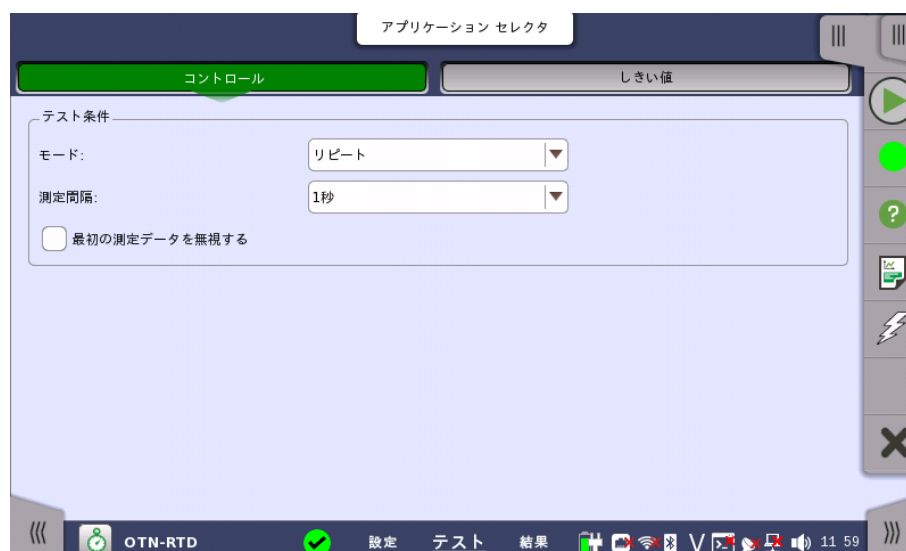 アプリケーション セレクタ
コントロール
しきい値
テスト条件
モード:
リピート
測定間隔:
1秒
最初の測定データを無視する
OTN-RTD
設定
テスト
結果
11 59